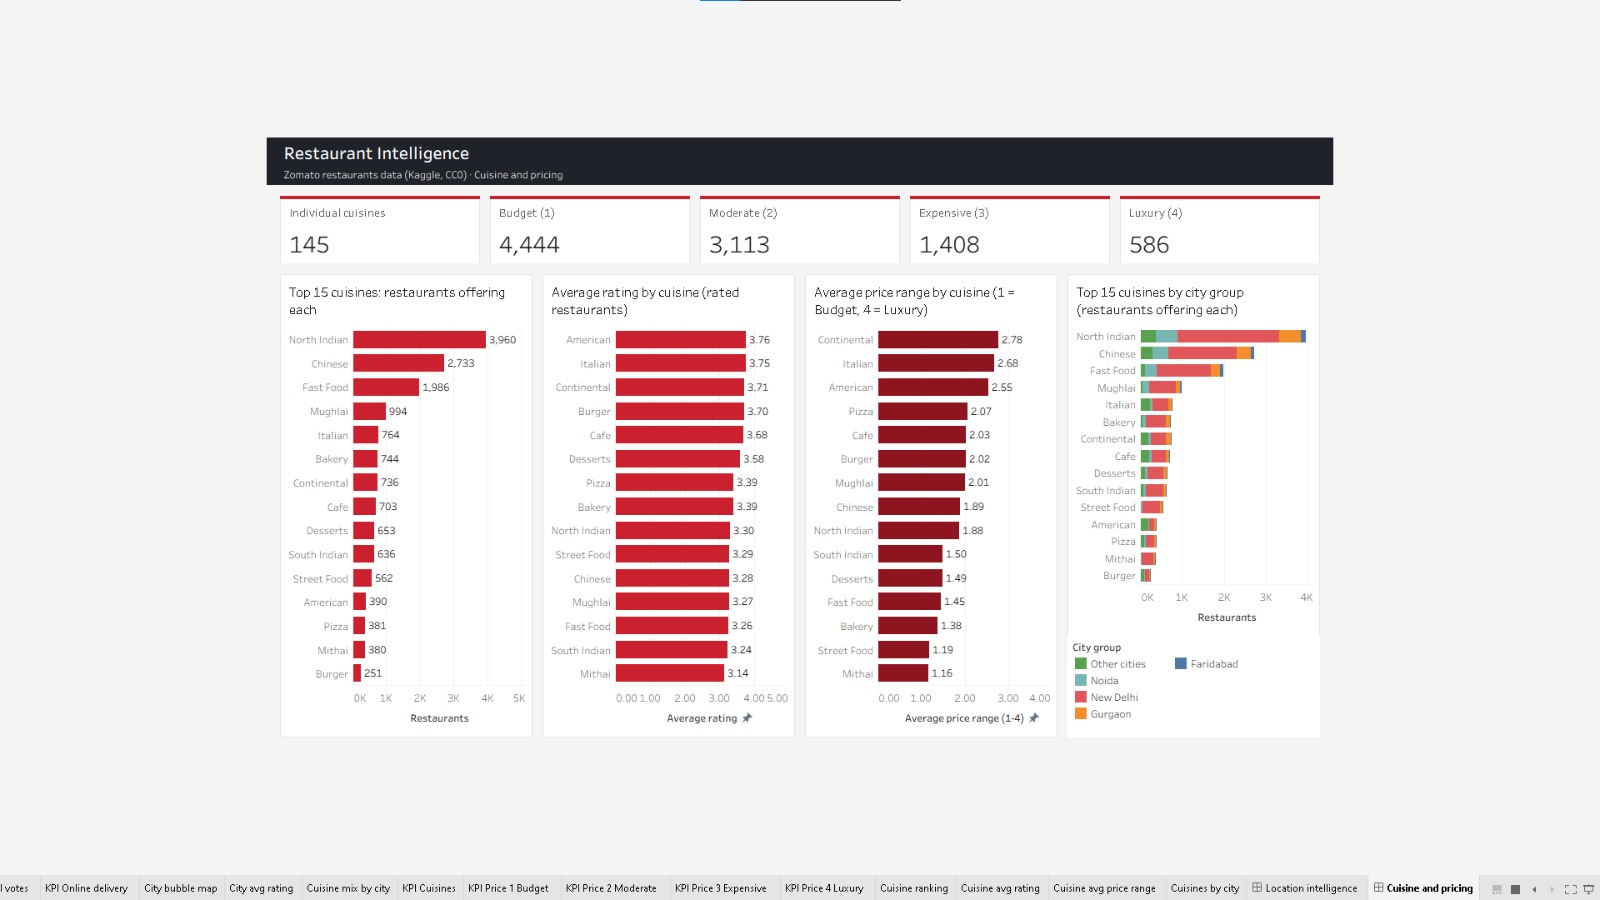 Restaurant Intelligence
Zomato restaurants data (Kaggle, CC0) · Cuisine and pricing
Individual cuisines
145
Budget (1)
4,444
Moderate (2)
3,113
Expensive (3)
1,408
Luxury (4)
586
Top 15 cuisines: restaurants offering
each
North Indian 3,960
Chinese 2,733
Fast Food 1,986
Mughlai 994
Italian 764
Bakery 744
Continental 736
Cafe 703
Desserts 653
South Indian 636
Street Food 562
American 390
Pizza 381
Mithai 380
Burger 251
0K 1K 2K 3K 4K 5K
Restaurants
Average rating by cuisine (rated
restaurants)
American 3.76
Italian 3.75
Continental 3.71
Burger 3.70
Cafe 3.68
Desserts 3.58
Pizza 3.39
Bakery 3.39
North Indian 3.30
Street Food 3.29
Chinese 3.28
Mughlai 3.27
Fast Food 3.26
South Indian 3.24
Mithai 3.14
0.00 1.00 2.00 3.00 4.00 5.00
Average rating
Average price range by cuisine (1 =
Budget, 4 = Luxury)
Continental 2.78
Italian 2.68
American 2.55
Pizza 2.07
Cafe 2.03
Burger 2.02
Mughlai 2.01
Chinese 1.89
North Indian 1.88
South Indian 1.50
Desserts 1.49
Fast Food 1.45
Bakery 1.38
Street Food 1.19
Mithai 1.16
0.00 1.00 2.00 3.00 4.00
Average price range (1-4)
Top 15 cuisines by city group
(restaurants offering each)
North Indian
Chinese
Fast Food
Mughlai
Italian
Bakery
Continental
Cafe
Desserts
South Indian
Street Food
American
Pizza
Mithai
Burger
0K 1K 2K 3K 4K
Restaurants
City group
Other cities Faridabad
Noida
New Delhi
Gurgaon
l votes KPI Online delivery City bubble map City avg rating Cuisine mix by city KPI Cuisines KPI Price 1 Budget KPI Price 2 Moderate KPI Price 3 Expensive KPI Price 4 Luxury Cuisine ranking Cuisine avg rating Cuisine avg price range Cuisines by city Location intelligence Cuisine and pricing